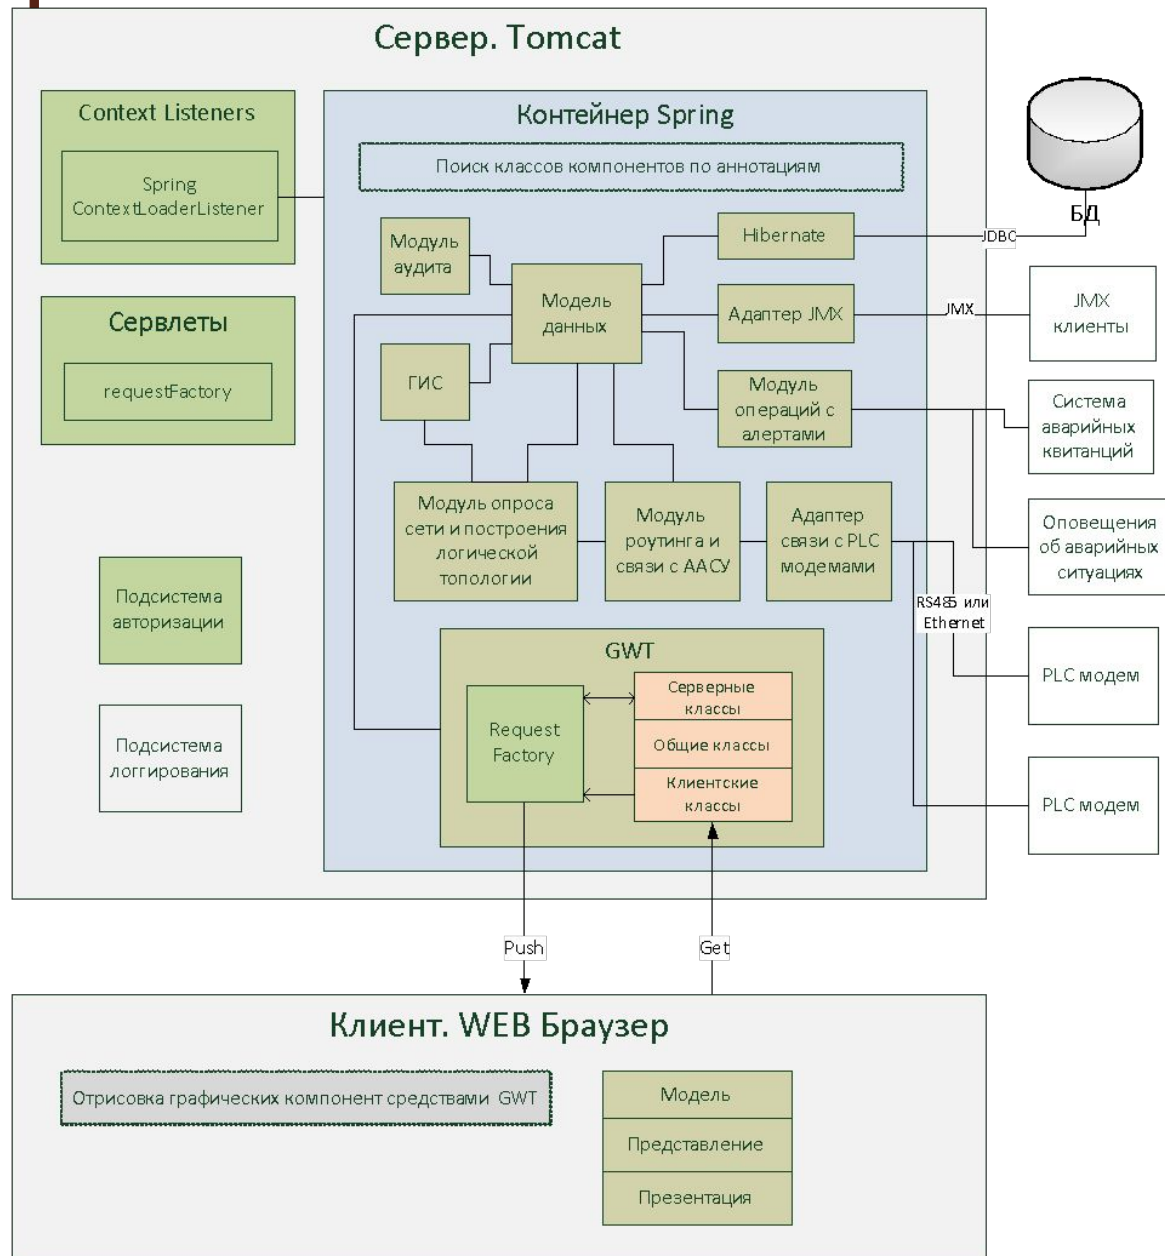 Сервер. Tomcat
Context Listeners
Spring
ContextLoaderListener
Сервлеты
requestFactory
Подсистема
авторизации
Подсистема
логгирования
Контейнер Spring
Поиск классов компонентов по аннотациям
Модуль
аудита
Модель
данных
Hibernate
JDBC
БД
Адаптер JMX
JMX
JMX
клиенты
ГИС
Модуль
операций с
алертами
Система
аварийных
квитанций
Оповещения
об аварийных
ситуациях
Модуль опроса
сети и построения
логической
топологии
Модуль
роутинга и
связи с ААСУ
Адаптер
связи с PLC
модемами
RS485 или
Ethernet
PLC модем
PLC модем
GWT
Request
Factory
Серверные
классы
Общие классы
Клиентские
классы
Push
Get
Клиент. WEB Браузер
Отрисовка графических компонент средствами GWT
Модель
Представление
Презентация